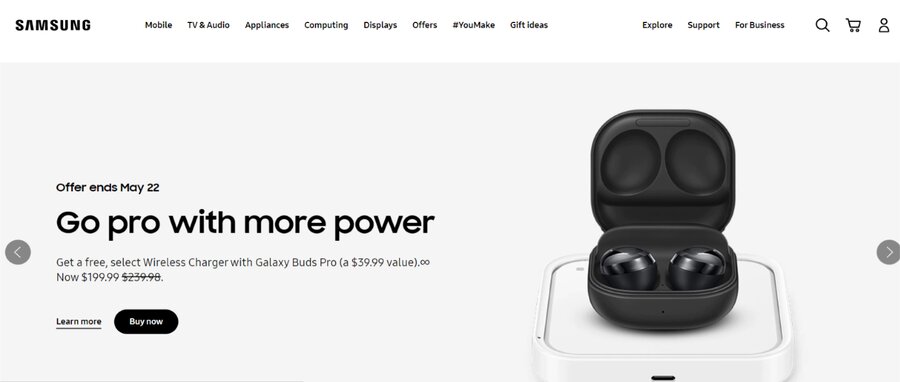 SAMSUNG
Mobile TV & Audio Appliances Computing Displays Offers #YouMake Gift ideas Explore Support For Business
Offer ends May 22
Go pro with more power
Get a free, select Wireless Charger with Galaxy Buds Pro (a $39.99 value).∞
Now $199.99 $239.98.
Learn more Buy now